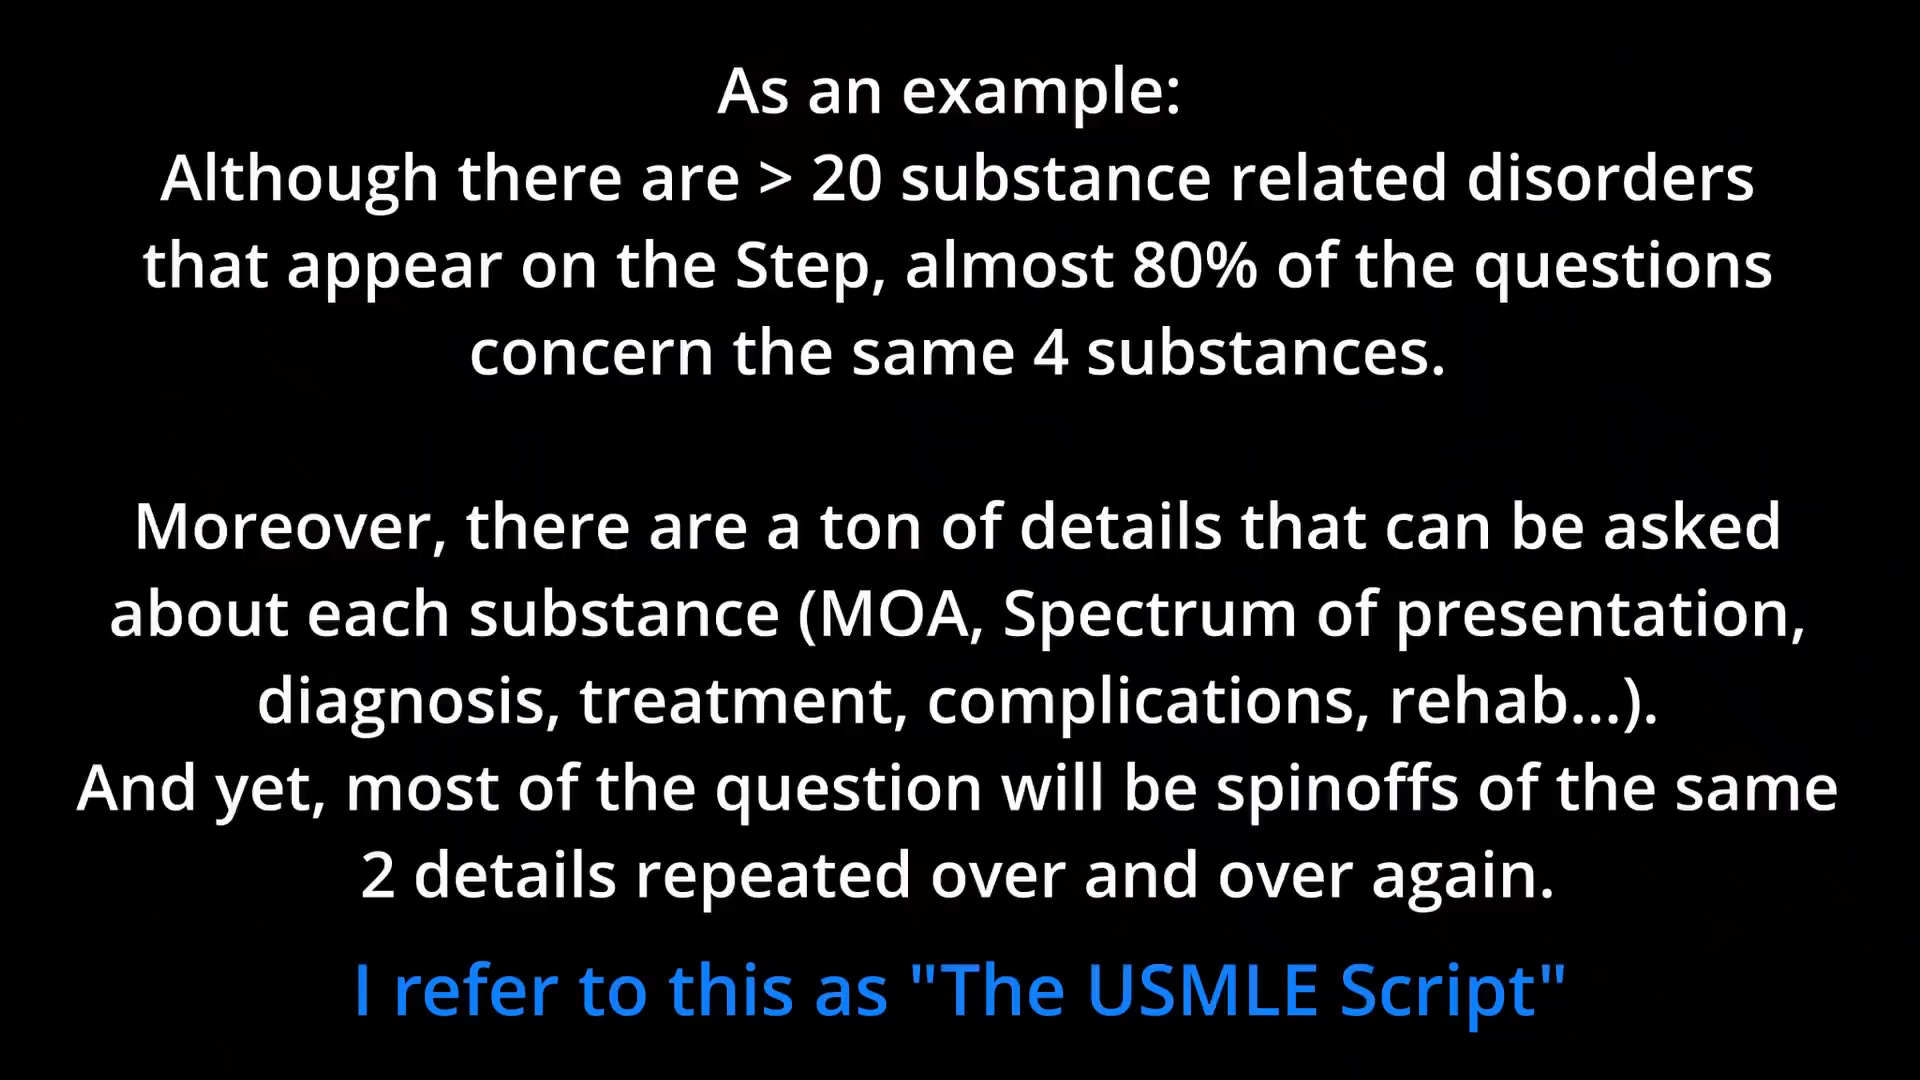 As an example:
Although there are > 20 substance related disorders
that appear on the Step, almost 80% of the questions
concern the same 4 substances.
Moreover, there are a ton of details that can be asked
about each substance (MOA, Spectrum of presentation,
diagnosis, treatment, complications, rehab...).
And yet, most of the question will be spinoffs of the same
2 details repeated over and over again.
I refer to this as "The USMLE Script"